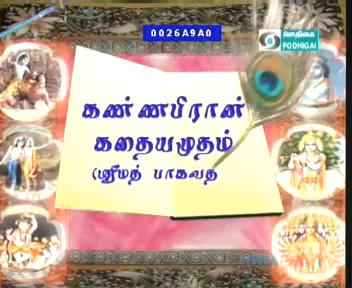 0026A9A0
பொதிகை
PODHIGAI
கண்ணபிரான்
கதையமுதம்
(ஸ்ரீமத் பாகவத